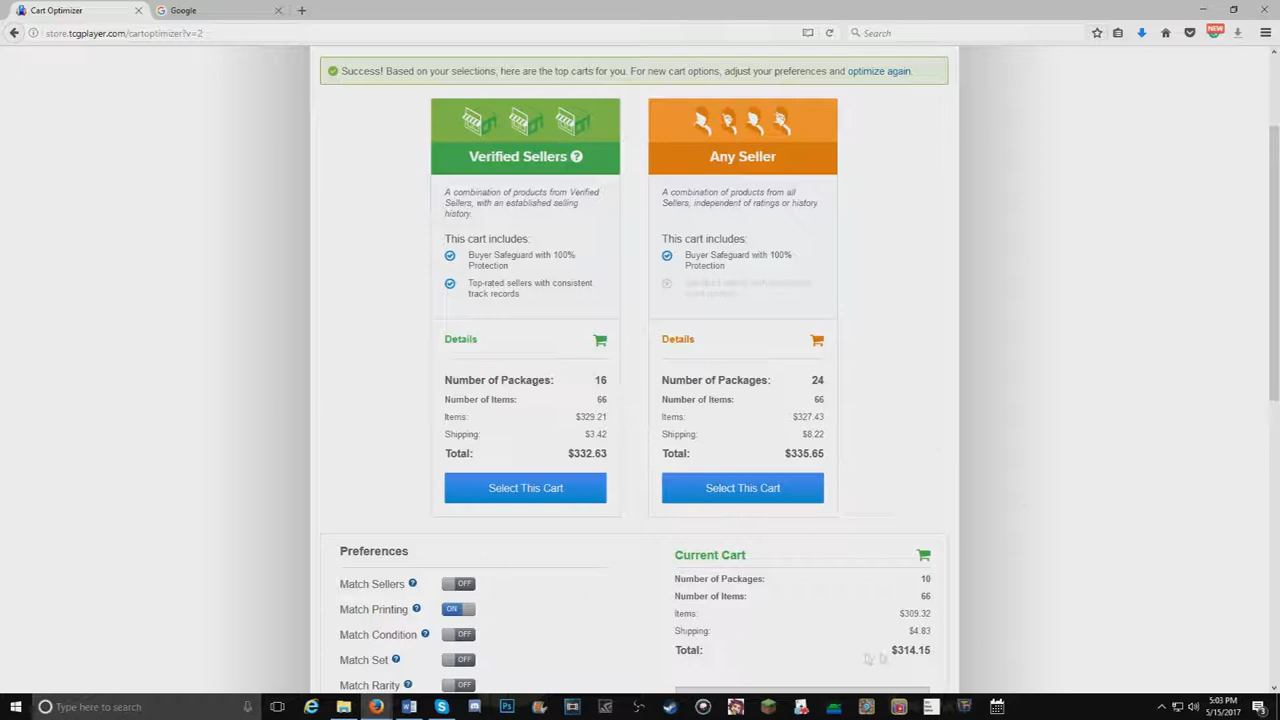 Cart Optimizer
Google
store.tcgplayer.com/cartoptimizer?v=2
Search
NEW
Success! Based on your selections, here are the top carts for you. For new cart options, adjust your preferences and optimize again.
Verified Sellers ?
A combination of products from Verified
Sellers, with an established selling
history.
This cart includes:
Buyer Safeguard with 100%
Protection
Top-rated sellers with consistent
track records
Details
Number of Packages: 16
Number of Items: 66
Items: $329.21
Shipping: $3.42
Total: $332.63
Select This Cart
Any Seller
A combination of products from all
Sellers, independent of ratings or history
This cart includes:
Buyer Safeguard with 100%
Protection
Details
Number of Packages: 24
Number of Items: 66
Items: $327.43
Shipping: $8.22
Total: $335.65
Select This Cart
Preferences
Match Sellers ? OFF
Match Printing ? ON
Match Condition ? OFF
Match Set ? OFF
Match Rarity ? OFF
Current Cart
Number of Packages: 10
Number of Items: 66
Items: $309.32
Shipping: $4.83
Total: $314.15
Type here to search
5:03 PM
5/15/2017